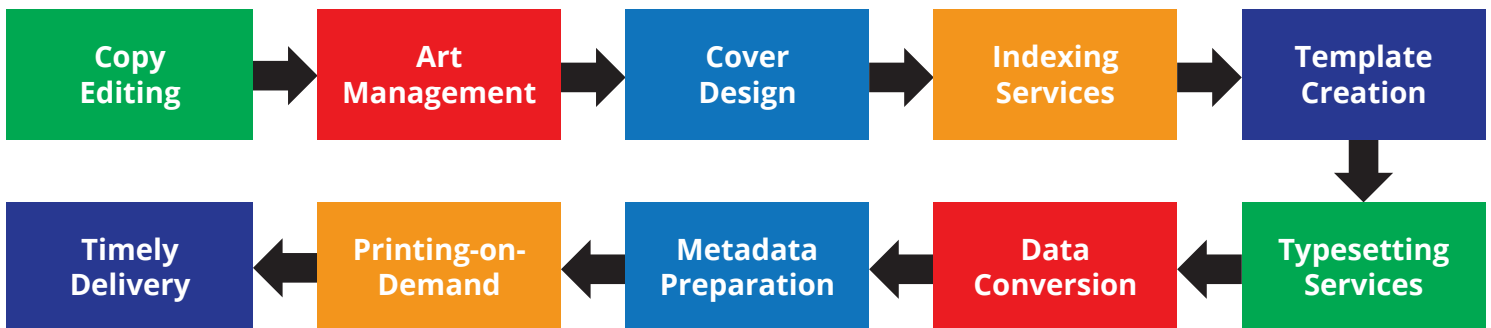 Copy
Editing
Art
Management
Cover
Design
Indexing
Services
Template
Creation
Typesetting
Services
Data
Conversion
Metadata
Preparation
Printing-on-
Demand
Timely
Delivery